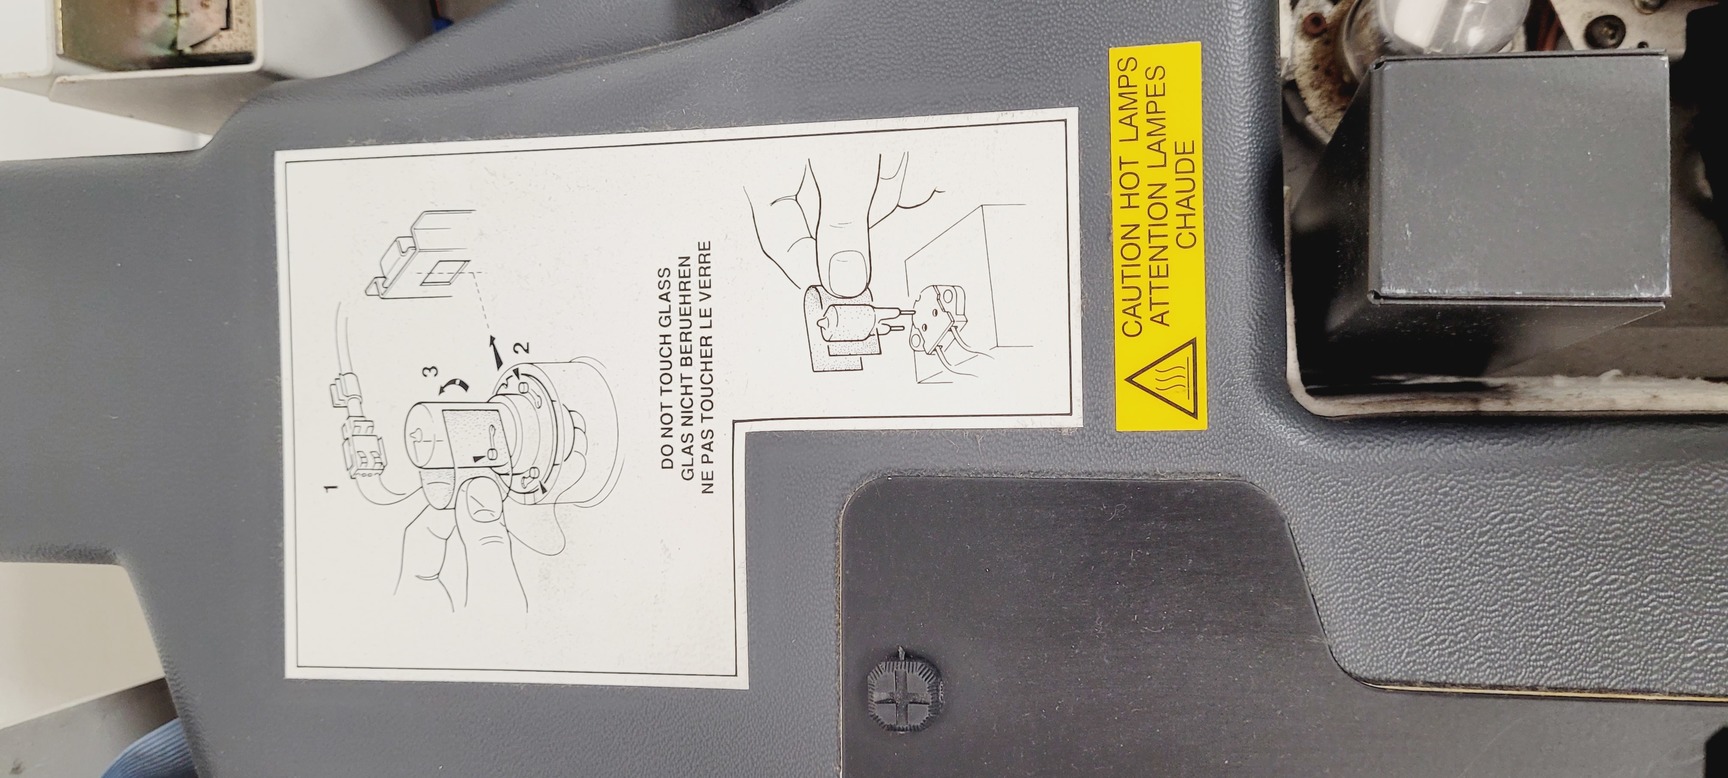 1
2
3
DO NOT TOUCH GLASS
GLAS NICHT BERUEHREN
NE PAS TOUCHER LE VERRE
CAUTION HOT LAMPS
ATTENTION LAMPES
CHAUDE